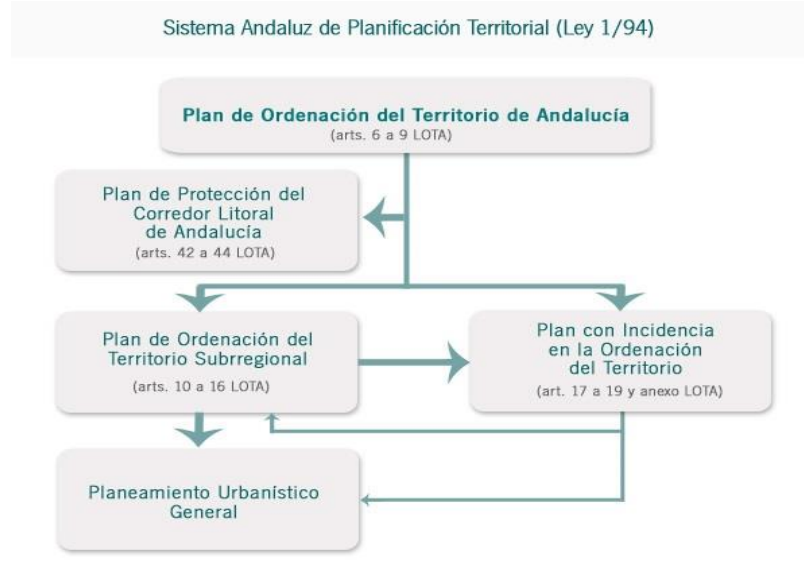 Sistema Andaluz de Planificación Territorial (Ley 1/94)
Plan de Ordenación del Territorio de Andalucía
(arts. 6 a 9 LOTA)
Plan de Protección del
Corredor Litoral
de Andalucía
(arts. 42 a 44 LOTA)
Plan de Ordenación del
Territorio Subrregional
(arts. 10 a 16 LOTA)
Plan con Incidencia
en la Ordenación
del Territorio
(art. 17 a 19 y anexo LOTA)
Planeamiento Urbanístico
General